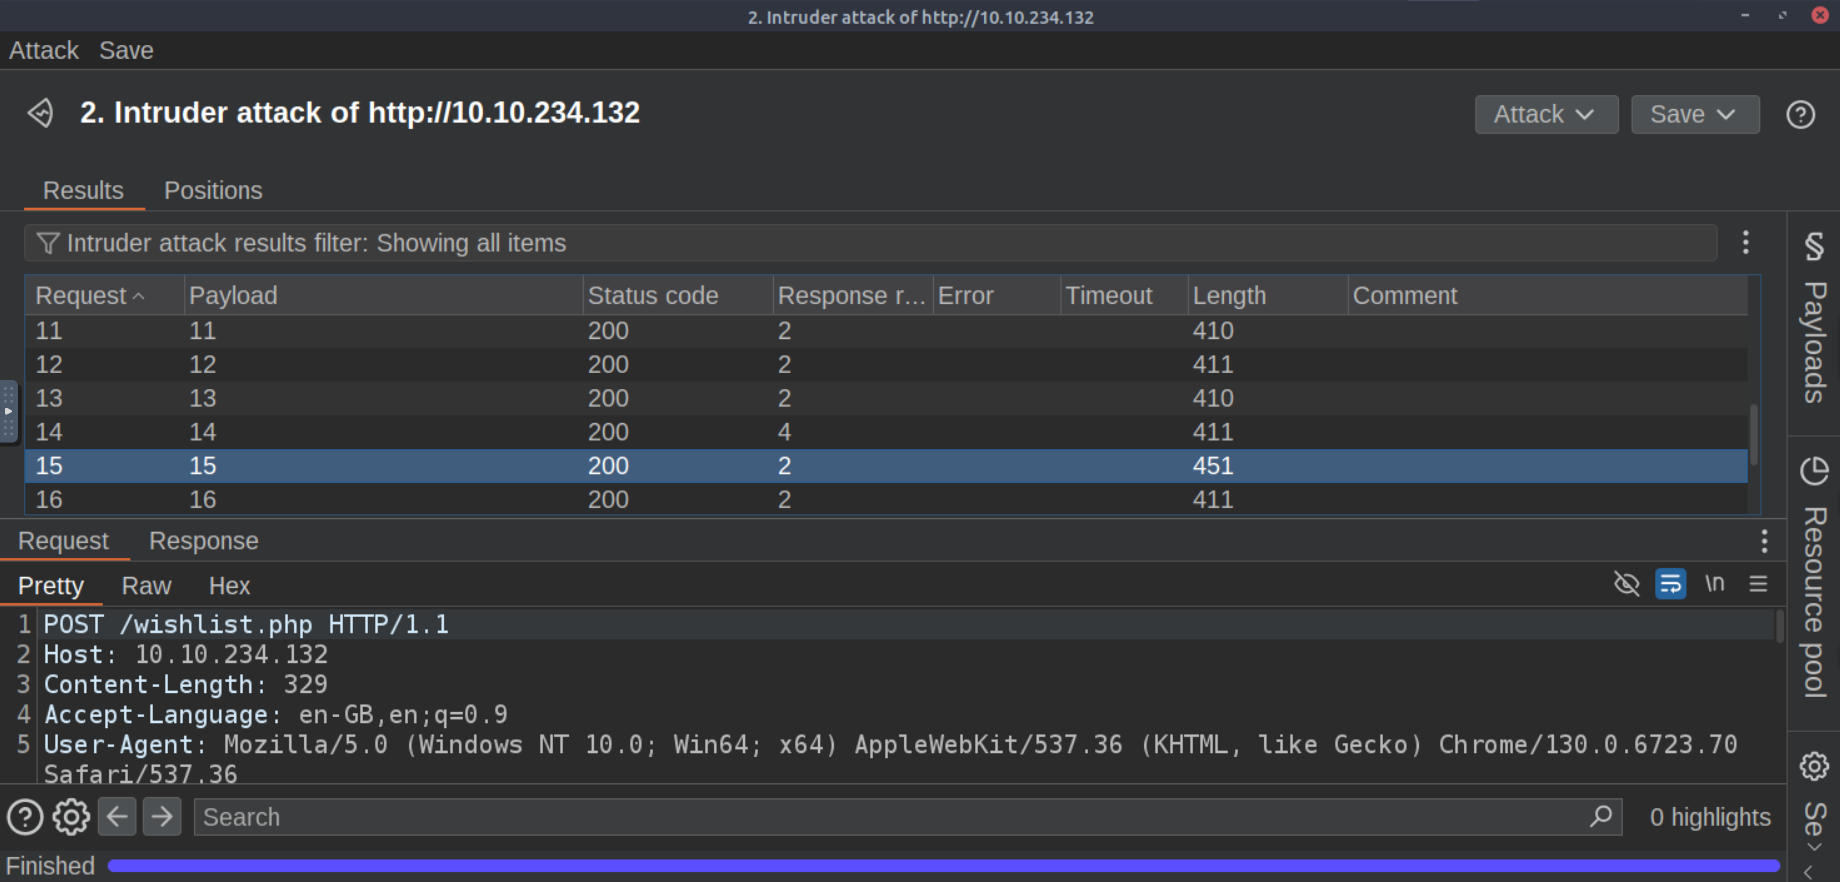 2. Intruder attack of http://10.10.234.132
Attack Save
2. Intruder attack of http://10.10.234.132
Attack Save
Results Positions
Intruder attack results filter: Showing all items
Request Payload Status code Response r... Error Timeout Length Comment
11 11 200 2 410
12 12 200 2 411
13 13 200 2 410
14 14 200 4 411
15 15 200 2 451
16 16 200 2 411
Request Response
Pretty Raw Hex
\n
1 POST /wishlist.php HTTP/1.1
2 Host: 10.10.234.132
3 Content-Length: 329
4 Accept-Language: en-GB,en;q=0.9
5 User-Agent: Mozilla/5.0 (Windows NT 10.0; Win64; x64) AppleWebKit/537.36 (KHTML, like Gecko) Chrome/130.0.6723.70
Safari/537.36
Search
0 highlights
Finished
§ Payloads
Resource pool
Se